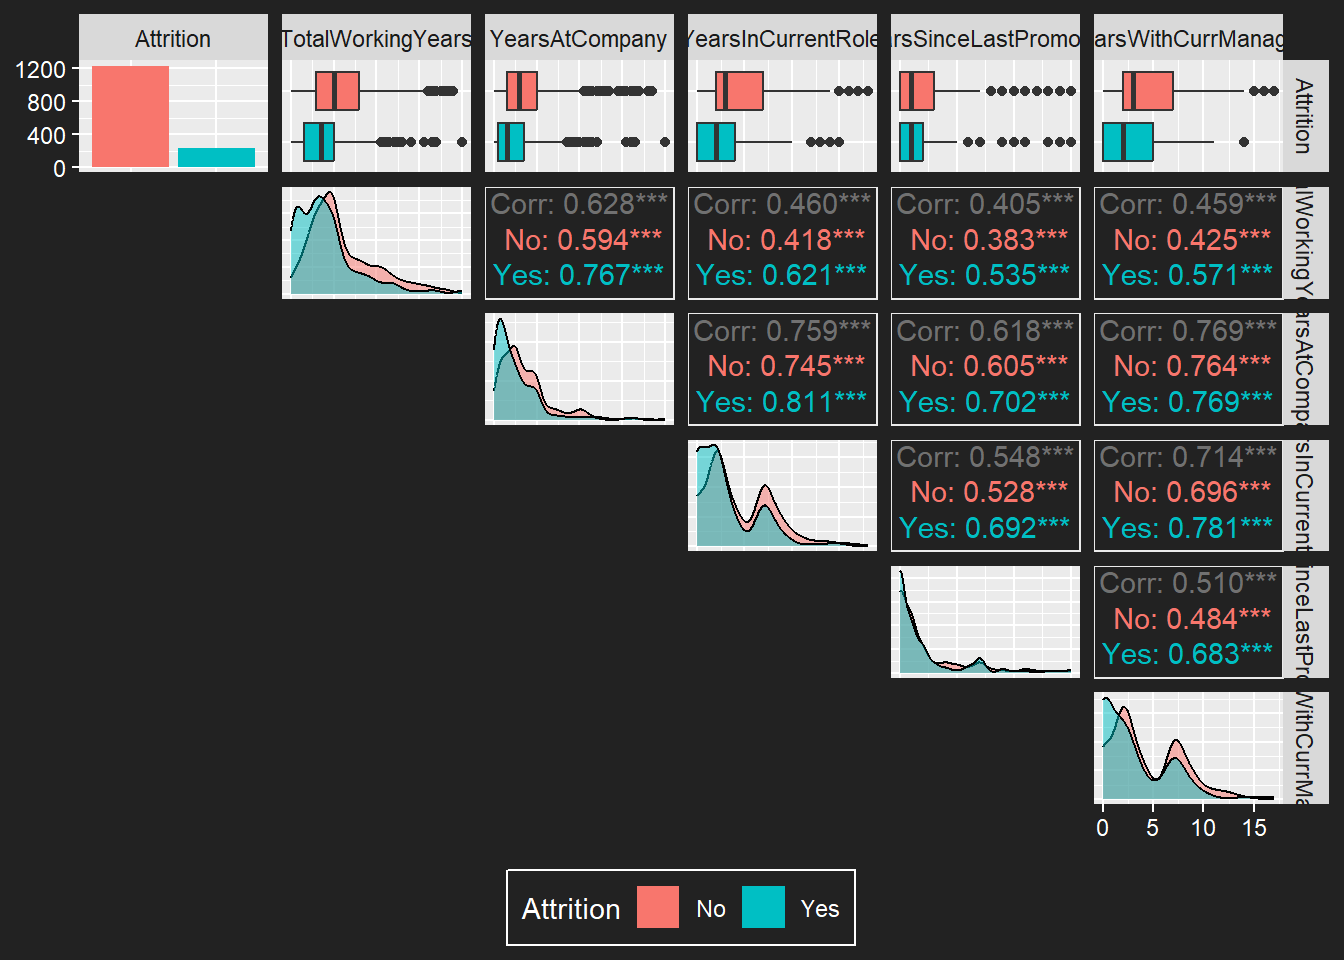 Attrition
TotalWorkingYears
YearsAtCompany
YearsInCurrentRole
arsSinceLastPromo
arsWithCurrManag
1200
800
400
0
Attrition
Corr: 0.628***
No: 0.594***
Yes: 0.767***
Corr: 0.460***
No: 0.418***
Yes: 0.621***
Corr: 0.405***
No: 0.383***
Yes: 0.535***
Corr: 0.459***
No: 0.425***
Yes: 0.571***
alWorkingYe
Corr: 0.759***
No: 0.745***
Yes: 0.811***
Corr: 0.618***
No: 0.605***
Yes: 0.702***
Corr: 0.769***
No: 0.764***
Yes: 0.769***
arsAtCompa
Corr: 0.548***
No: 0.528***
Yes: 0.692***
Corr: 0.714***
No: 0.696***
Yes: 0.781***
rsInCurrent
Corr: 0.510***
No: 0.484***
Yes: 0.683***
inceLastPro
WithCurrMa
0 5 10 15
Attrition No Yes